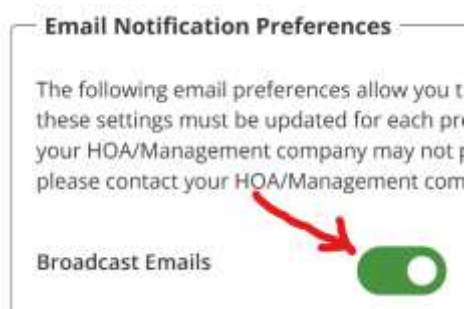 Email Notification Preferences
The following email preferences allow you t
these settings must be updated for each pr
your HOA/Management company may not p
please contact your HOA/Management com
Broadcast Emails